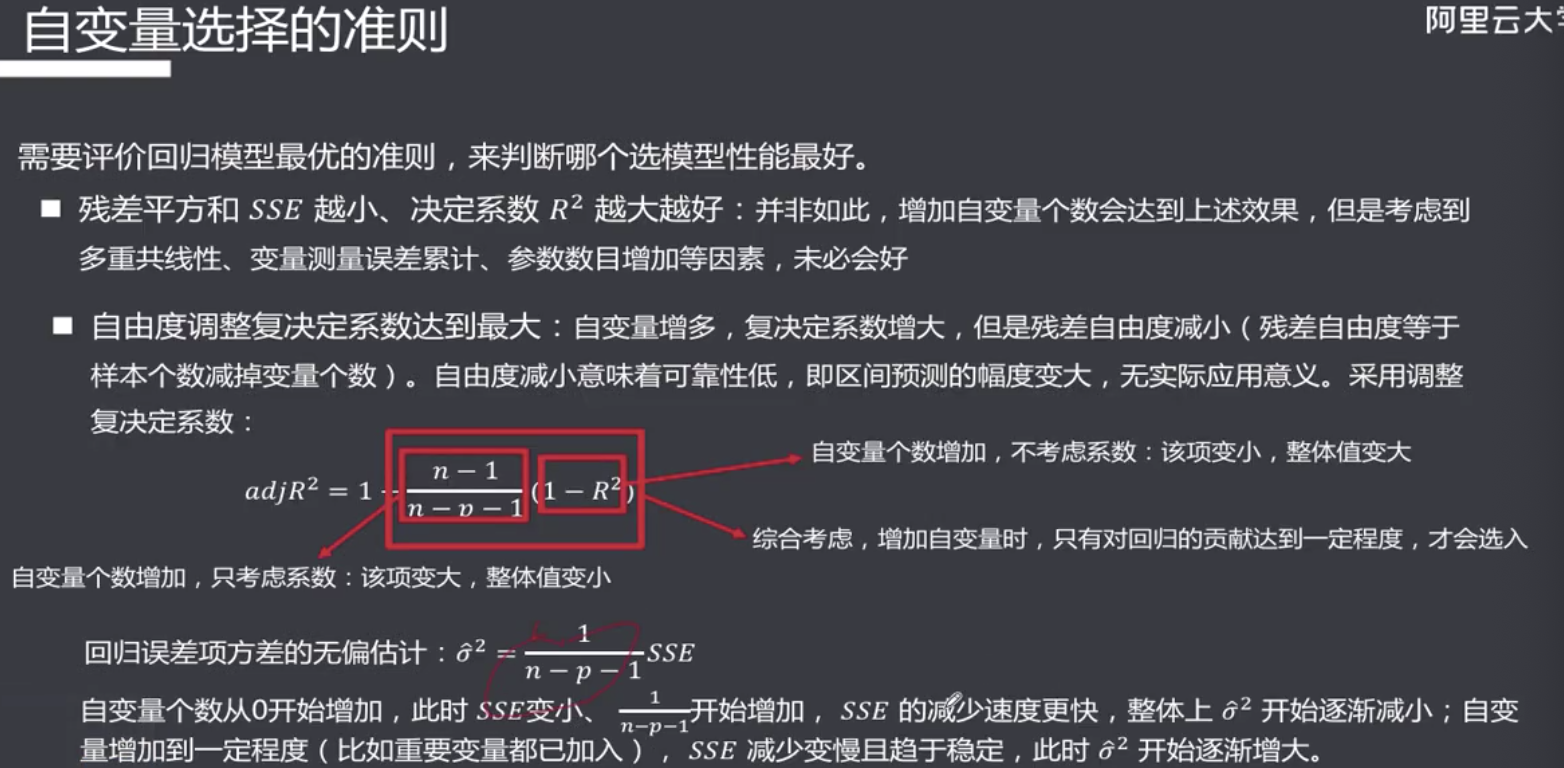 自变量选择的准则
阿里云大学
需要评价回归模型最优的准则，来判断哪个选模型性能最好。
■ 残差平方和 SSE 越小、决定系数 R² 越大越好：并非如此，增加自变量个数会达到上述效果，但是考虑到
多重共线性、变量测量误差累计、参数数目增加等因素，未必会好
■ 自由度调整复决定系数达到最大：自变量增多，复决定系数增大，但是残差自由度减小（残差自由度等于
样本个数减掉变量个数）。自由度减小意味着可靠性低，即区间预测的幅度变大，无实际应用意义。采用调整
复决定系数：
自变量个数增加，不考虑系数：该项变小，整体值变大
adjR² = 1 - \frac{n-1}{n-p-1}(1-R²)
综合考虑，增加自变量时，只有对回归的贡献达到一定程度，才会选入
自变量个数增加，只考虑系数：该项变大，整体值变小
回归误差项方差的无偏估计：σ̂² = \frac{1}{n-p-1}SSE
自变量个数从0开始增加，此时 SSE变小、\frac{1}{n-p-1}开始增加，SSE 的减少速度更快，整体上 σ̂² 开始逐渐减小；自变
量增加到一定程度（比如重要变量都已加入），SSE 减少变慢且趋于稳定，此时 σ̂² 开始逐渐增大。